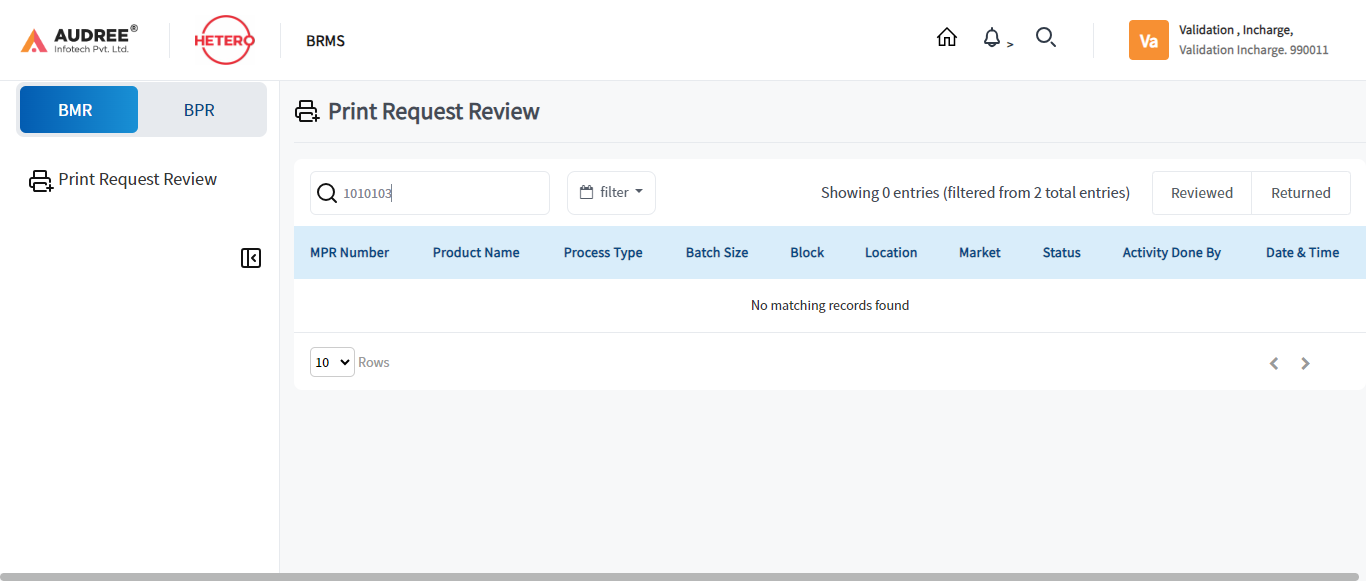 AUDREE®
Infotech Pvt. Ltd.
HETERO
BRMS
>
Va
Validation , Incharge,
Validation Incharge. 990011
BMR
BPR
Print Request Review
Print Request Review
1010103
filter
Showing 0 entries (filtered from 2 total entries)
Reviewed
Returned
MPR Number Product Name Process Type Batch Size Block Location Market Status Activity Done By Date & Time
No matching records found
10 Rows